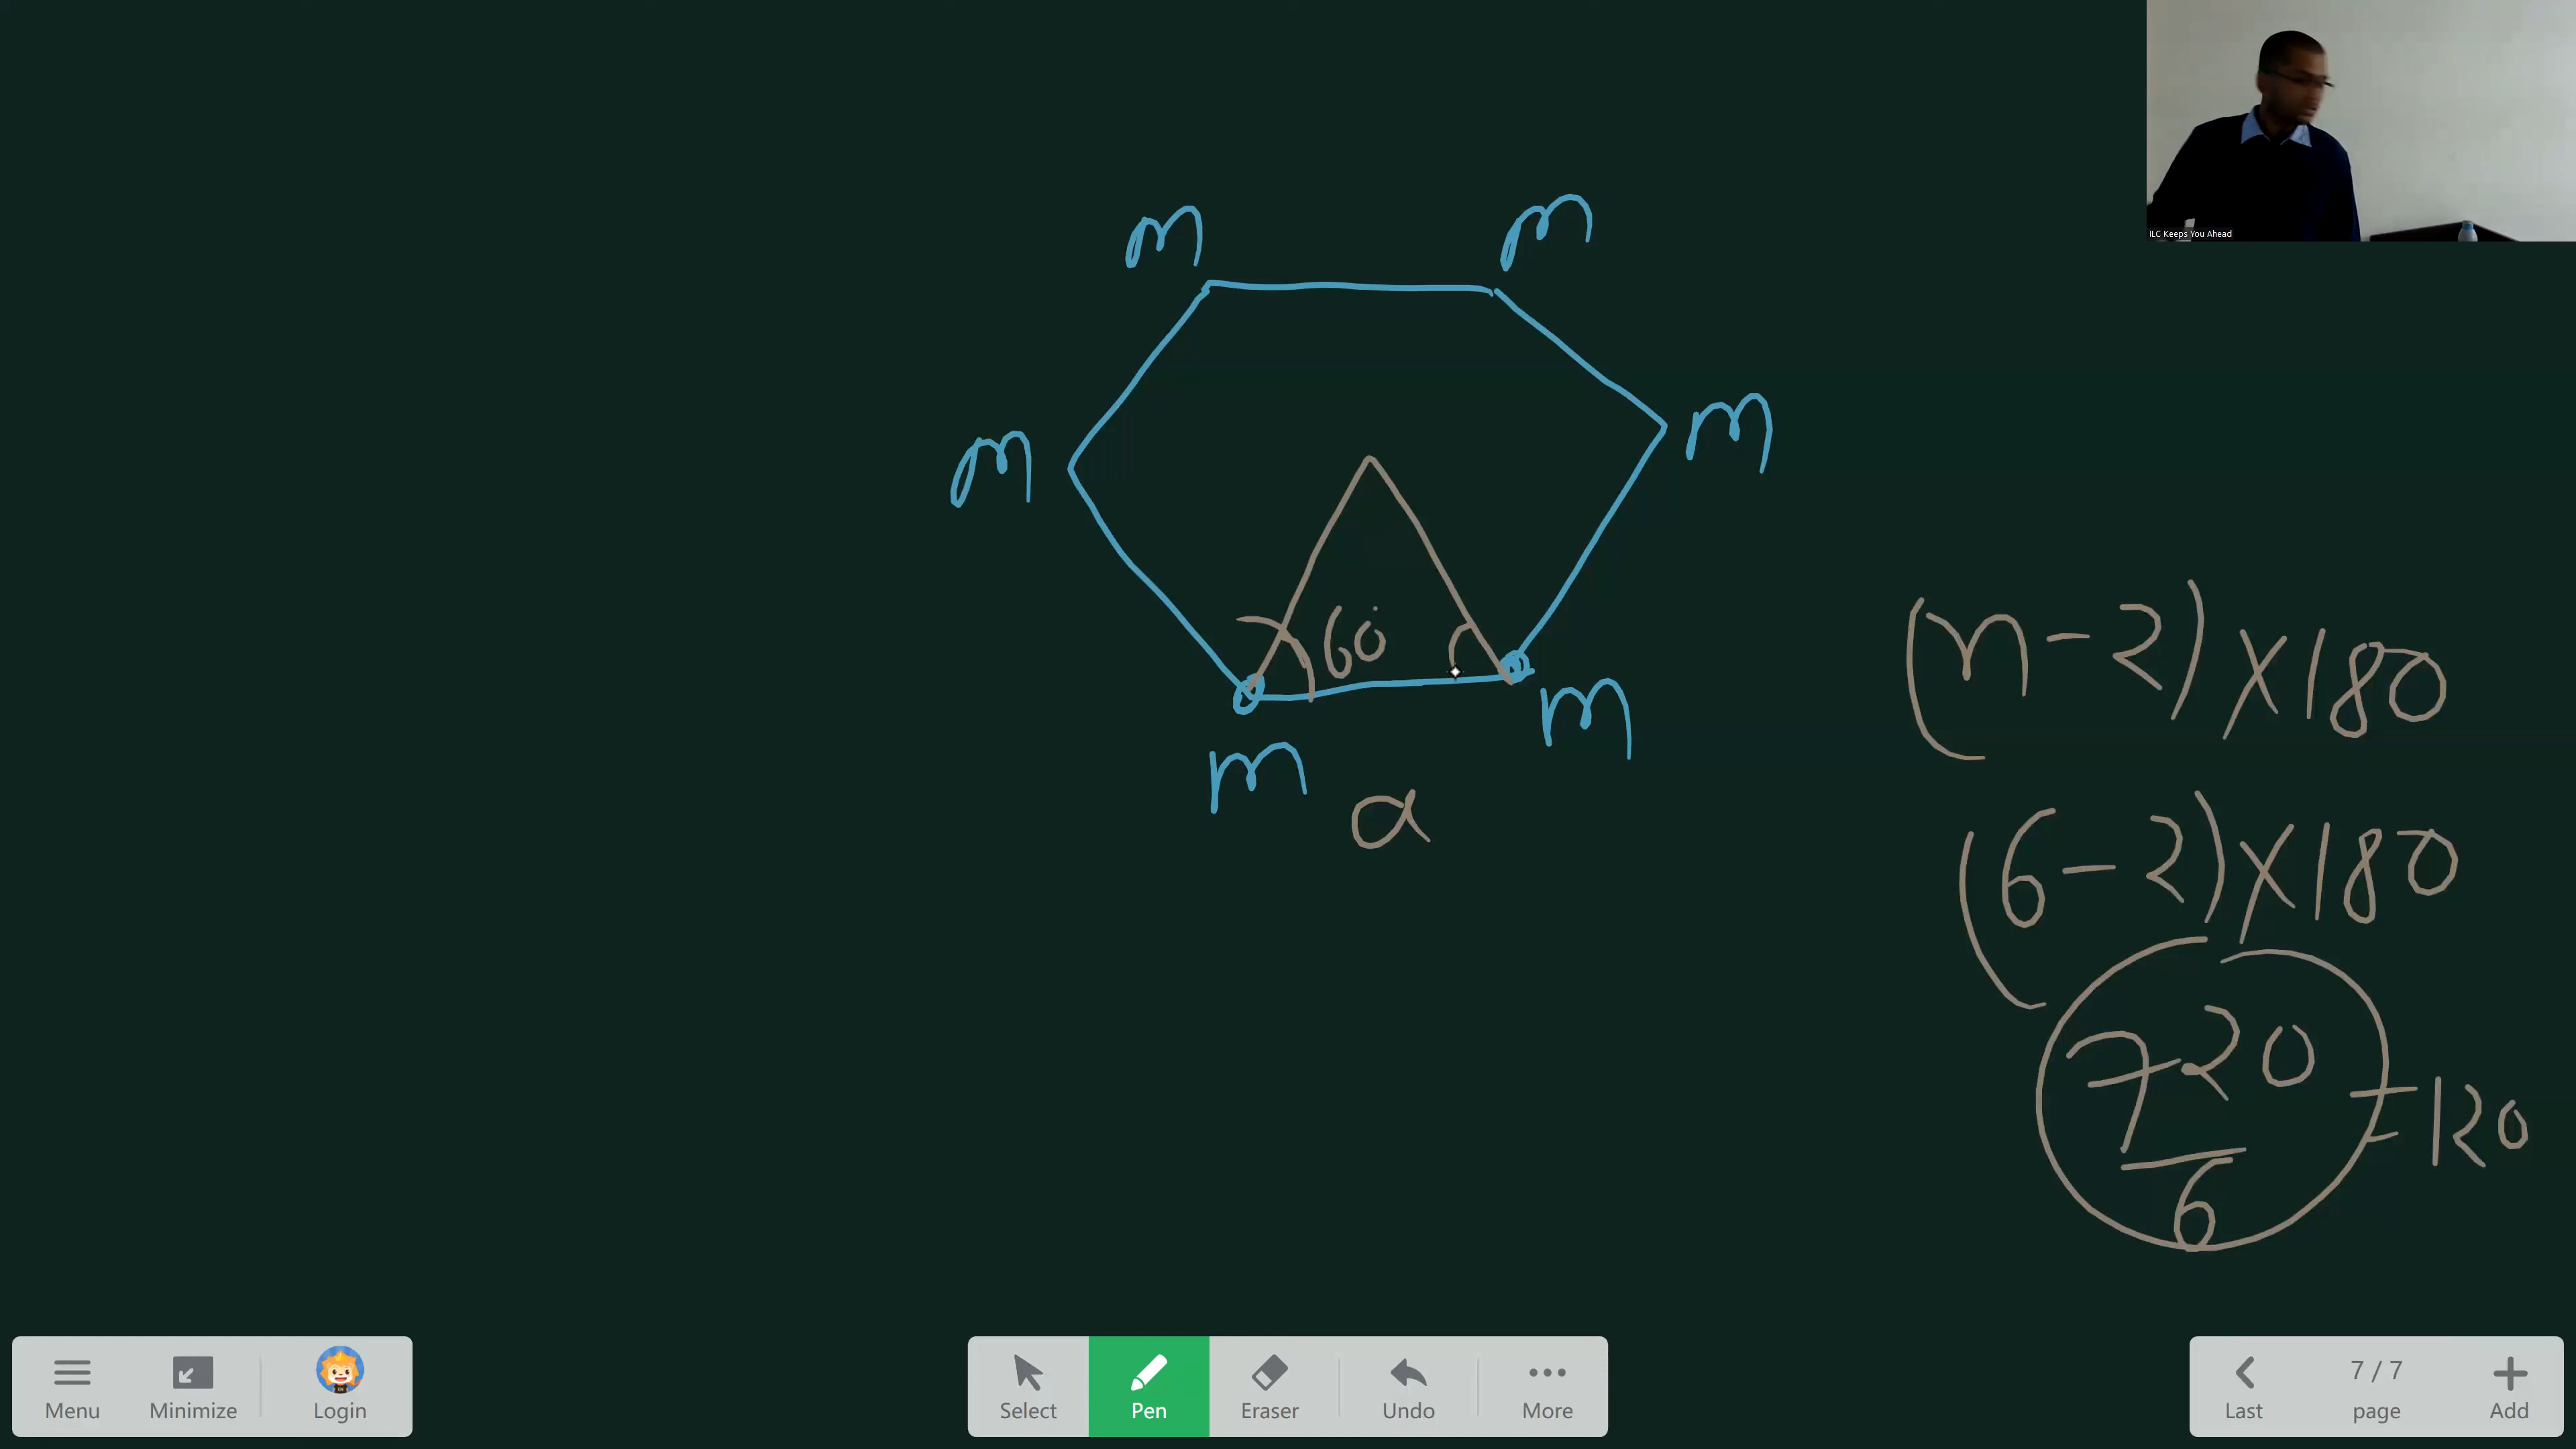 ILC Keeps You Ahead
m
m
m
m
60°
m
m
a
(n-2)×180
(6-2)×180
720
6
=120
Menu
Minimize
Login
Select
Pen
Eraser
Undo
More
Last
7 / 7
page
Add